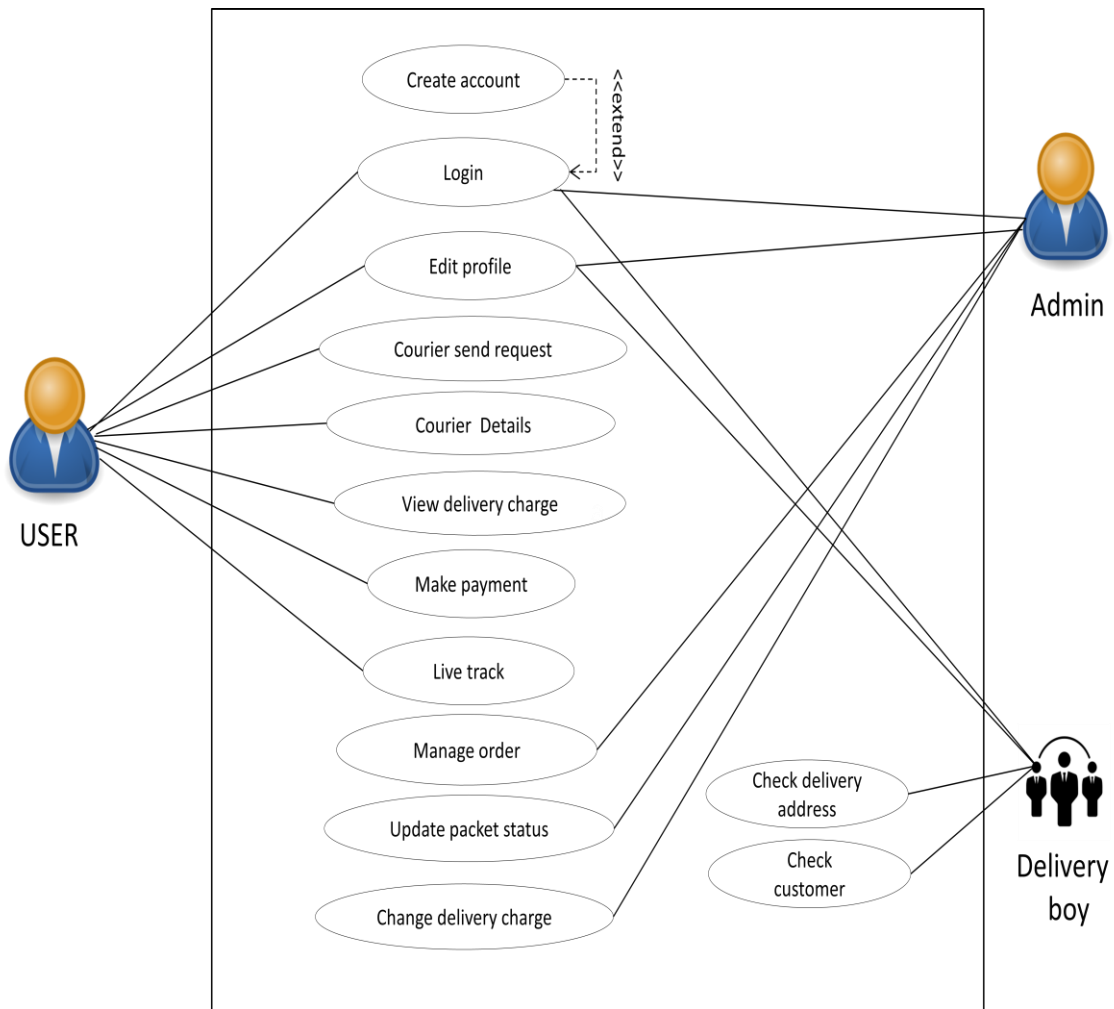 Create account
<<extend>>
Login
Edit profile
Courier send request
Courier Details
View delivery charge
Make payment
Live track
Manage order
Update packet status
Change delivery charge
Check delivery
address
Check
customer
USER
Admin
Delivery
boy